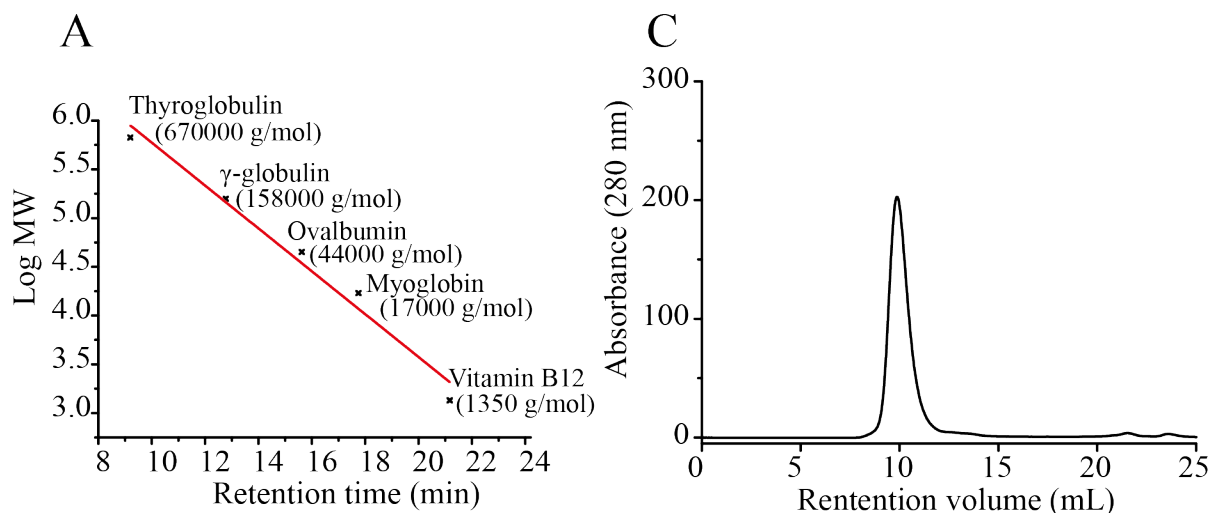 A
Log MW
6.0
5.5
5.0
4.5
4.0
3.5
3.0
Thyroglobulin
(670000 g/mol)
γ-globulin
(158000 g/mol)
Ovalbumin
(44000 g/mol)
Myoglobin
(17000 g/mol)
Vitamin B12
(1350 g/mol)
8 10 12 14 16 18 20 22 24
Retention time (min)
C
Absorbance (280 nm)
300
200
100
0
0 5 10 15 20 25
Rentention volume (mL)